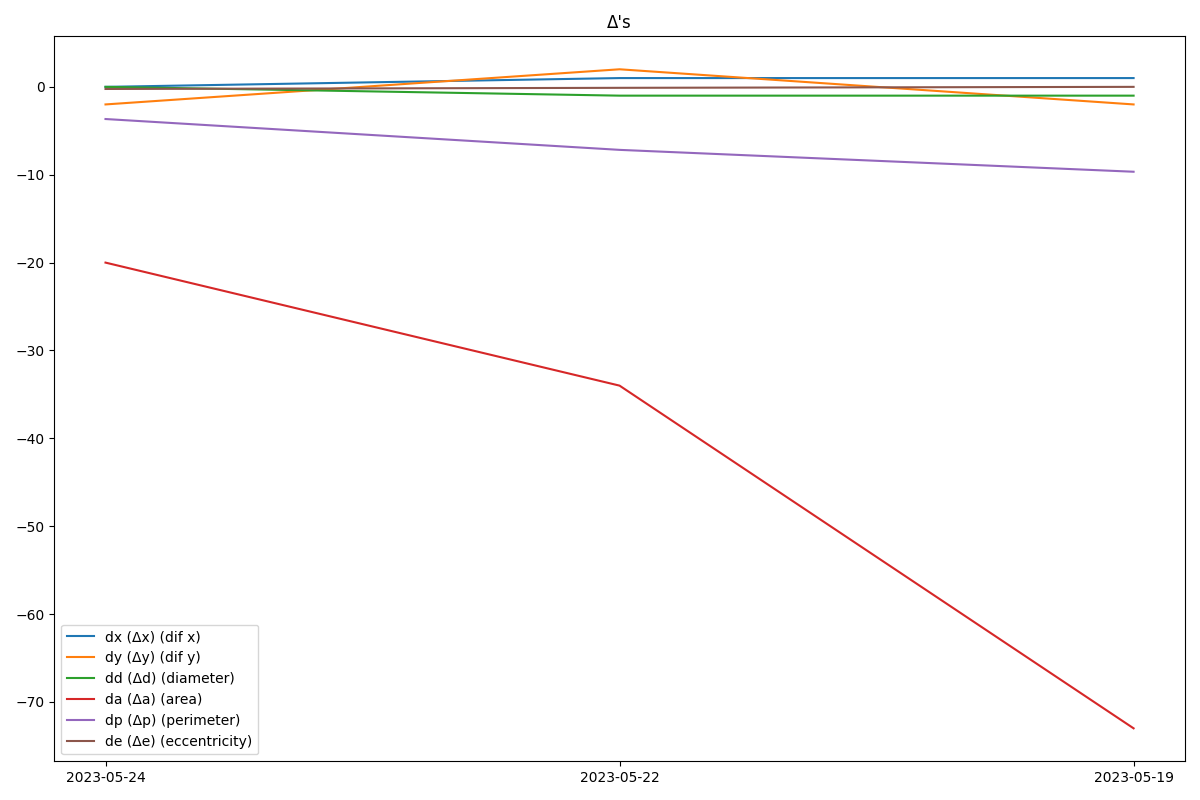 Δ's
0
−10
−20
−30
−40
−50
−60
−70
dx (Δx) (dif x)
dy (Δy) (dif y)
dd (Δd) (diameter)
da (Δa) (area)
dp (Δp) (perimeter)
de (Δe) (eccentricity)
2023-05-24 2023-05-22 2023-05-19